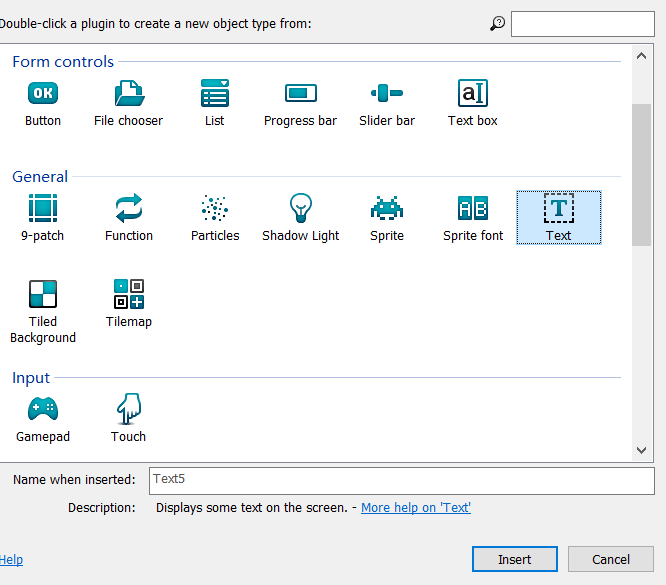 Double-click a plugin to create a new object type from:
Form controls
OK
aI
Button File chooser List Progress bar Slider bar Text box
General
AB
T
9-patch Function Particles Shadow Light Sprite Sprite font Text
Tiled Background Tilemap
Input
Gamepad Touch
Name when inserted: Text5
Description: Displays some text on the screen. - More help on 'Text'
Help Insert Cancel